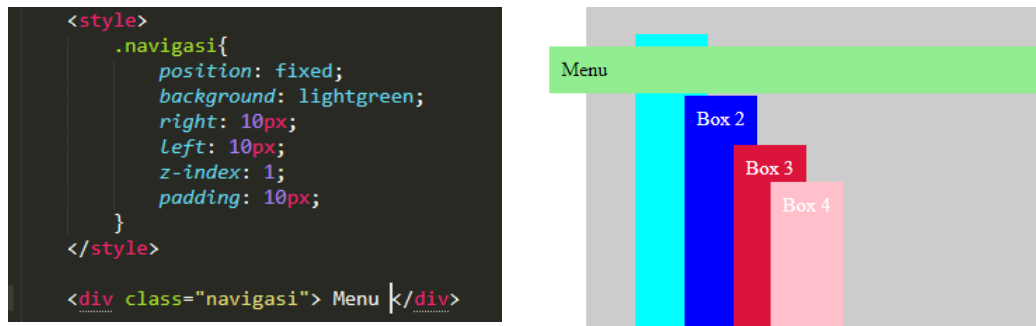 <style>
.navigasi{
position: fixed;
background: lightgreen;
right: 10px;
left: 10px;
z-index: 1;
padding: 10px;
}
</style>
<div class="navigasi"> Menu </div>
Menu
Box 2
Box 3
Box 4